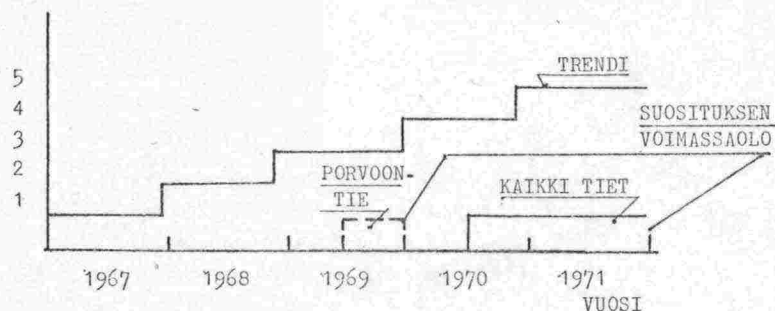 5
4
3
2
1
TRENDI
SUOSITUKSEN
VOIMASSAOLO
PORVOON-
TIE
KAIKKI TIET
1967 1968 1969 1970 1971
VUOSI